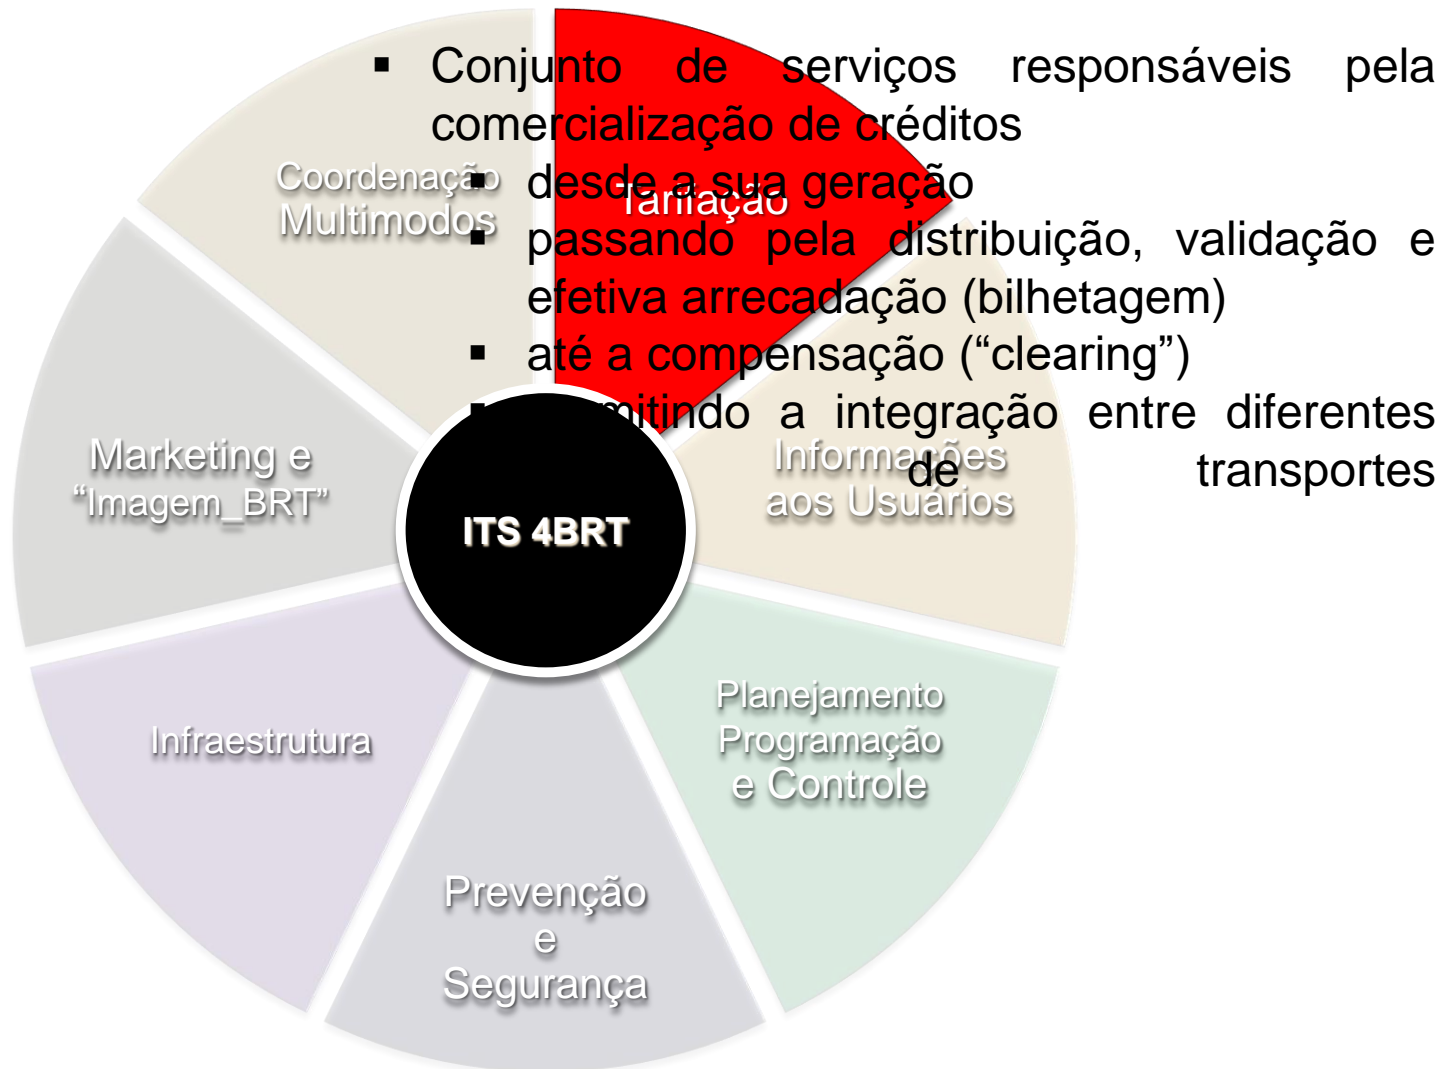 ▪ Conjunto de serviços responsáveis pela
comercialização de créditos
▪ desde a sua geração
▪ passando pela distribuição, validação e
efetiva arrecadação (bilhetagem)
▪ até a compensação (“clearing”)
a integração entre diferentes
de transportes
Coordenação
Multimodos
Tarifação
Marketing e
“Imagem_BRT”
ITS 4BRT
Informações
aos Usuários
Infraestrutura
Planejamento
Programação
e Controle
Prevenção
e
Segurança